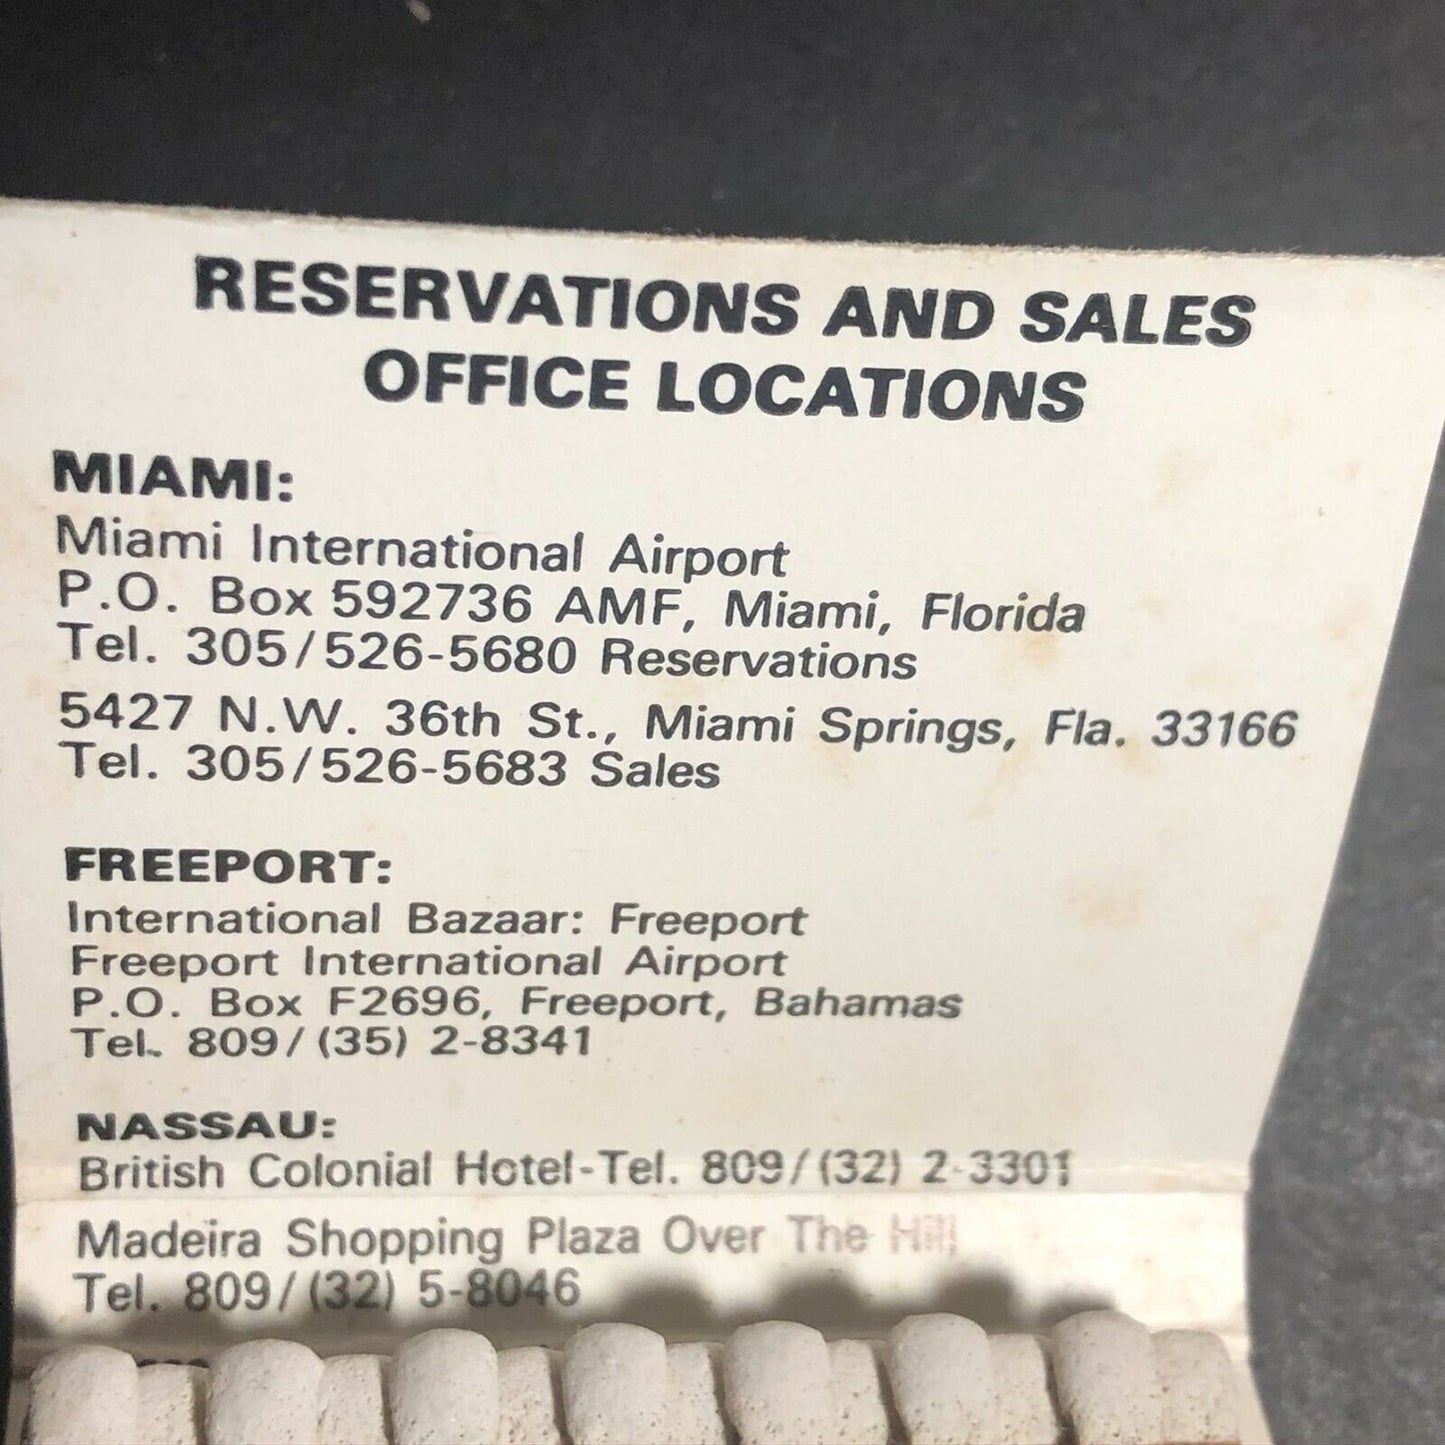 RESERVATIONS AND SALES
OFFICE LOCATIONS
MIAMI:
Miami International Airport
P.O. Box 592736 AMF, Miami, Florida
Tel. 305/526-5680 Reservations
5427 N.W. 36th St., Miami Springs, Fla. 33166
Tel. 305/526-5683 Sales
FREEPORT:
International Bazaar: Freeport
Freeport International Airport
P.O. Box F2696, Freeport, Bahamas
Tel. 809/(35) 2-8341
NASSAU:
British Colonial Hotel-Tel. 809/(32) 2-3301
Madeira Shopping Plaza Over The Hill
Tel. 809/(32) 5-8046